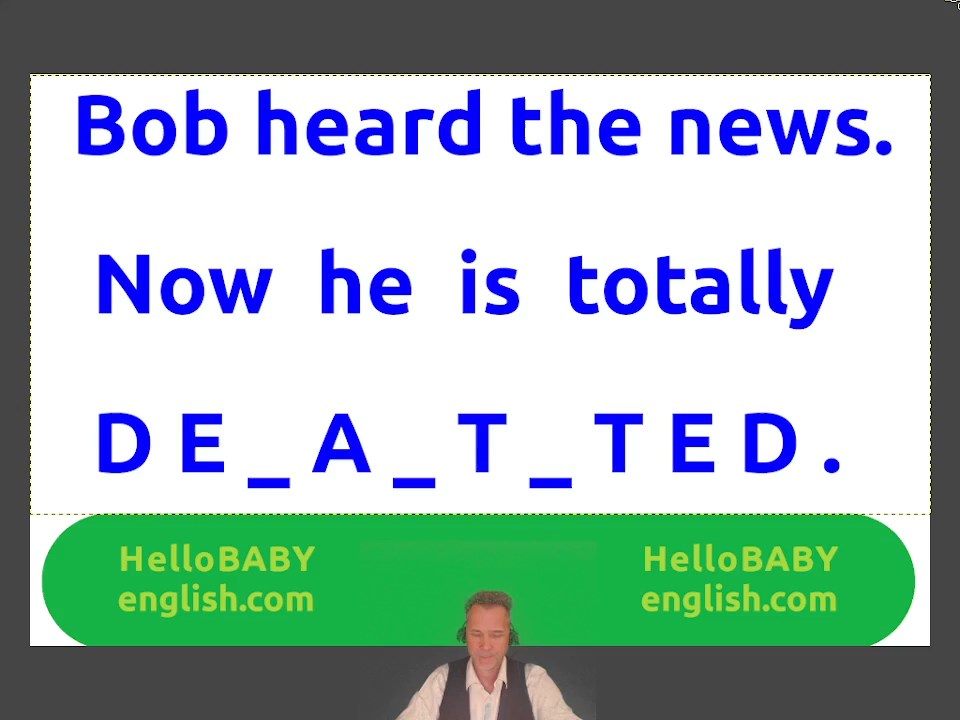 Bob heard the news.
Now he is totally
D E _ A _ T _ T E D .
HelloBABY
english.com
HelloBABY
english.com